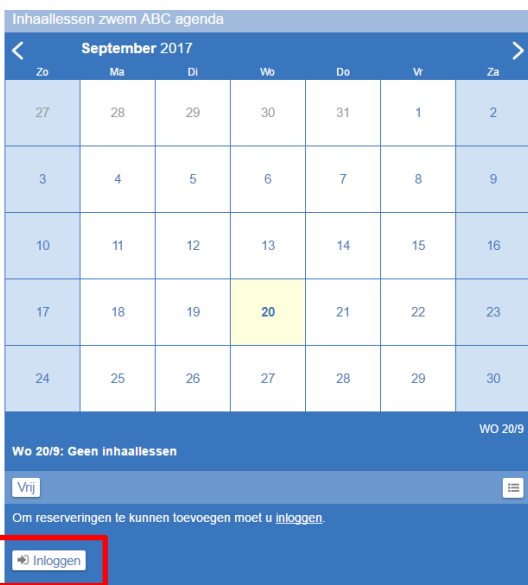 Inhaallessen zwem ABC agenda
September 2017
Zo Ma Di Wo Do Vr Za
27 28 29 30 31 1 2
3 4 5 6 7 8 9
10 11 12 13 14 15 16
17 18 19 20 21 22 23
24 25 26 27 28 29 30
WO 20/9
Wo 20/9: Geen inhaallessen
Vrij
Om reserveringen te kunnen toevoegen moet u inloggen.
Inloggen